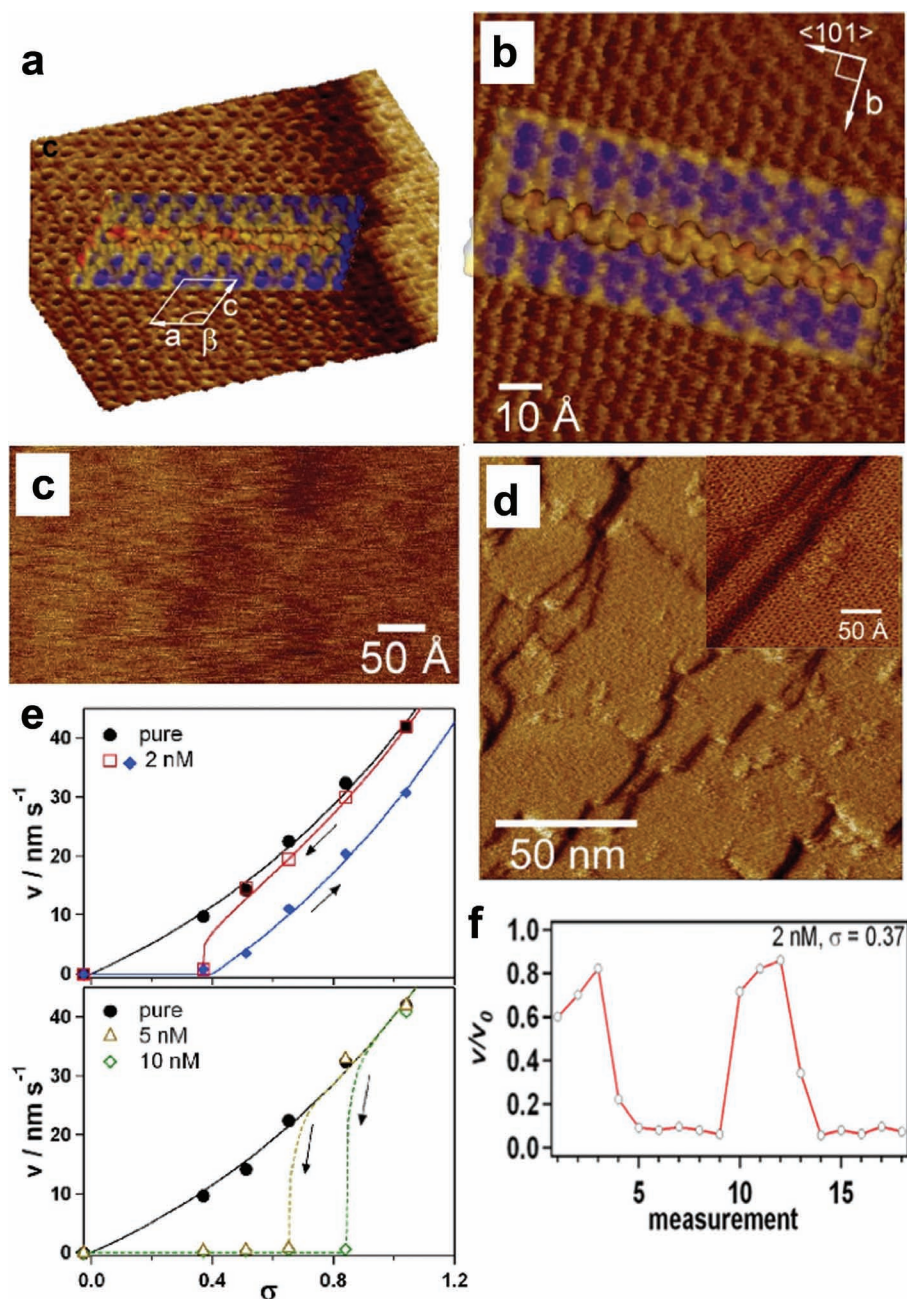 a
c
a
c
β
b
<101>
b
10 Å
c
50 Å
d
50 Å
50 nm
e
pure
2 nM
v / nm s⁻¹
40
30
20
10
0
pure
5 nM
10 nM
v / nm s⁻¹
40
30
20
10
0
0.0
0.4
0.8
1.2
σ
f
2 nM, σ = 0.37
v/v₀
1.0
0.8
0.6
0.4
0.2
0.0
5
10
15
measurement